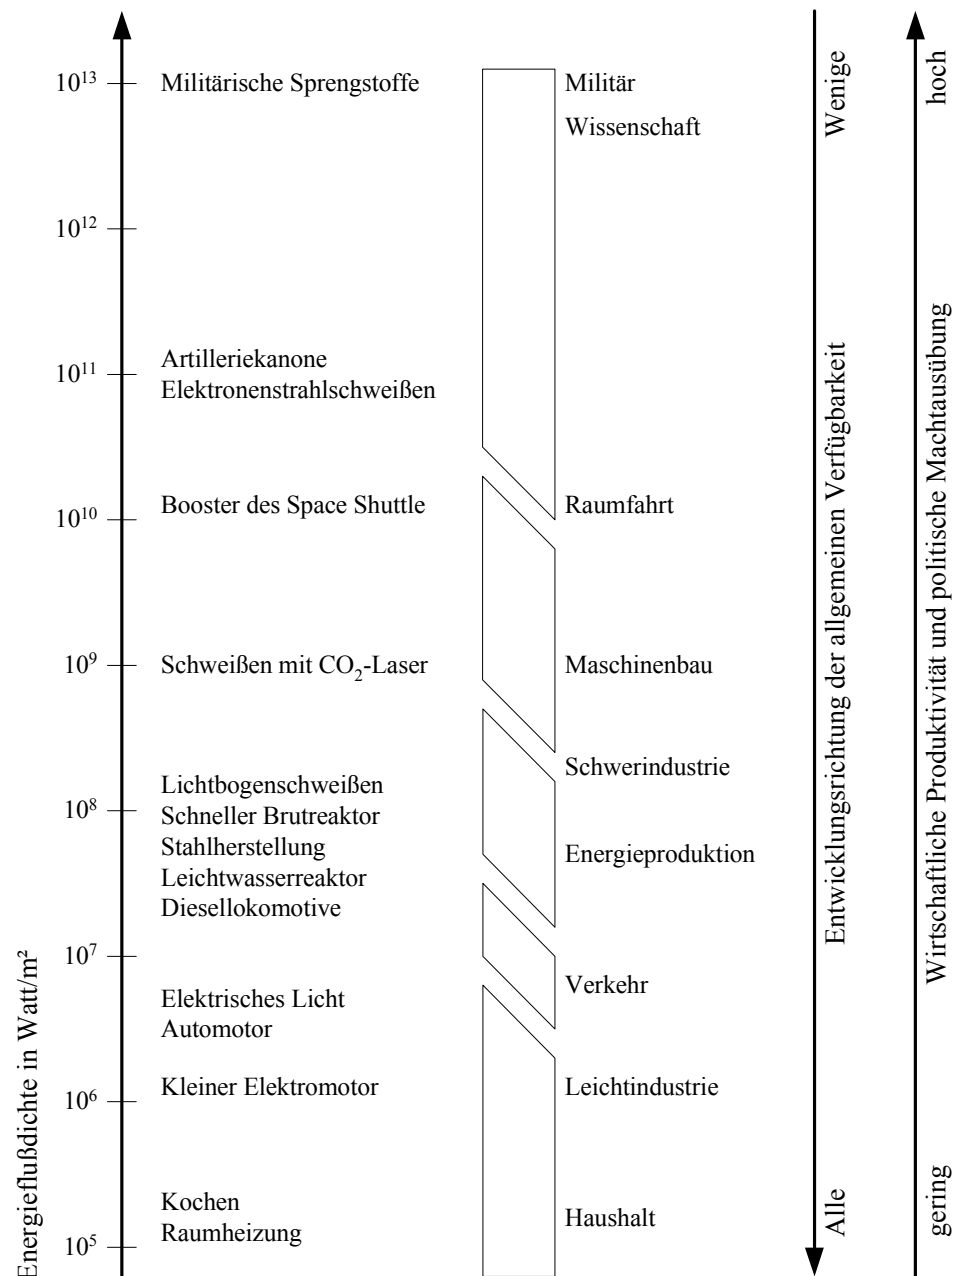 10¹³
Militärische Sprengstoffe
Militär
Wissenschaft
10¹²
Artilleriekanone
10¹¹
Elektronenstrahlschweißen
Booster des Space Shuttle
Raumfahrt
10¹⁰
Schweißen mit CO₂-Laser
Maschinenbau
10⁹
Schwerindustrie
Lichtbogenschweißen
10⁸
Schneller Brutreaktor
Stahlherstellung
Energieproduktion
Leichtwasserreaktor
Diesellokomotive
10⁷
Verkehr
Elektrisches Licht
Automotor
Kleiner Elektromotor
Leichtindustrie
10⁶
Kochen
Haushalt
Raumheizung
10⁵
Energieflußdichte in Watt/m²
Wenige
Entwicklungsrichtung der allgemeinen Verfügbarkeit
Alle
hoch
Wirtschaftliche Produktivität und politische Machtausübung
gering